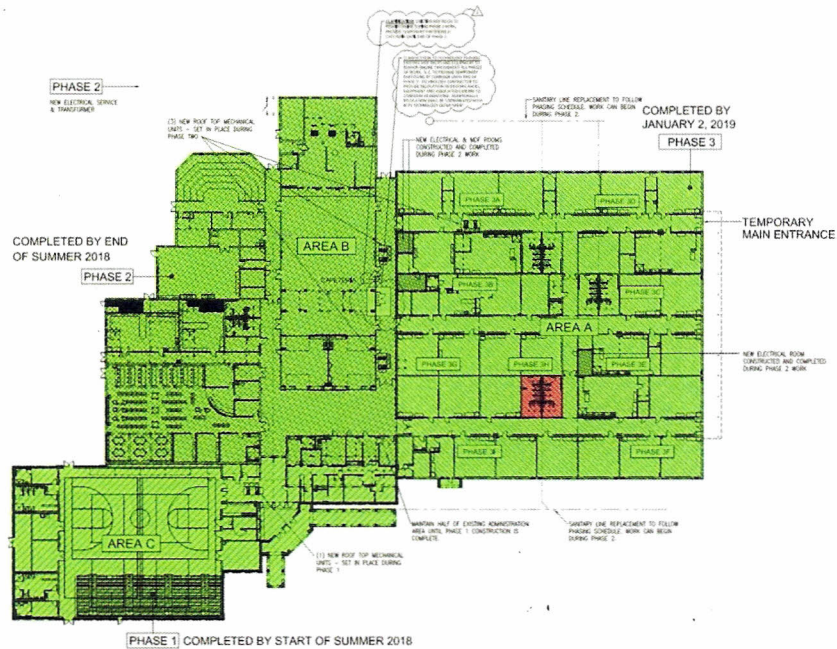 PHASE 2
NEW ELECTRICAL SERVICE
& TRANSFORMER
(3) NEW ROOF TOP MECHANICAL
UNITS - SET IN PLACE DURING
PHASE TWO
SANITARY LINE REPLACEMENT TO FOLLOW
PHASING SCHEDULE. WORK CAN BEGIN
DURING PHASE 2.
COMPLETED BY
JANUARY 2, 2019
PHASE 3
NEW ELECTRICAL & MDF ROOMS
CONSTRUCTED AND COMPLETED
DURING PHASE 2 WORK
PHASE 3A
PHASE 3D
TEMPORARY
MAIN ENTRANCE
COMPLETED BY END
OF SUMMER 2018
PHASE 2
AREA B
CAFETERIA
PHASE 3B
PHASE 3C
AREA A
PHASE 3G
PHASE 3H
PHASE 3E
NEW ELECTRICAL ROOM
CONSTRUCTED AND COMPLETED
DURING PHASE 2 WORK
PHASE 3F
AREA C
MAINTAIN HALF OF EXISTING ADMINISTRATION
AREA UNTIL PHASE 1 CONSTRUCTION IS
COMPLETE.
SANITARY LINE REPLACEMENT TO FOLLOW
PHASING SCHEDULE. WORK CAN BEGIN
DURING PHASE 2.
(1) NEW ROOF TOP MECHANICAL
UNITS - SET IN PLACE DURING
PHASE 1
PHASE 1 COMPLETED BY START OF SUMMER 2018